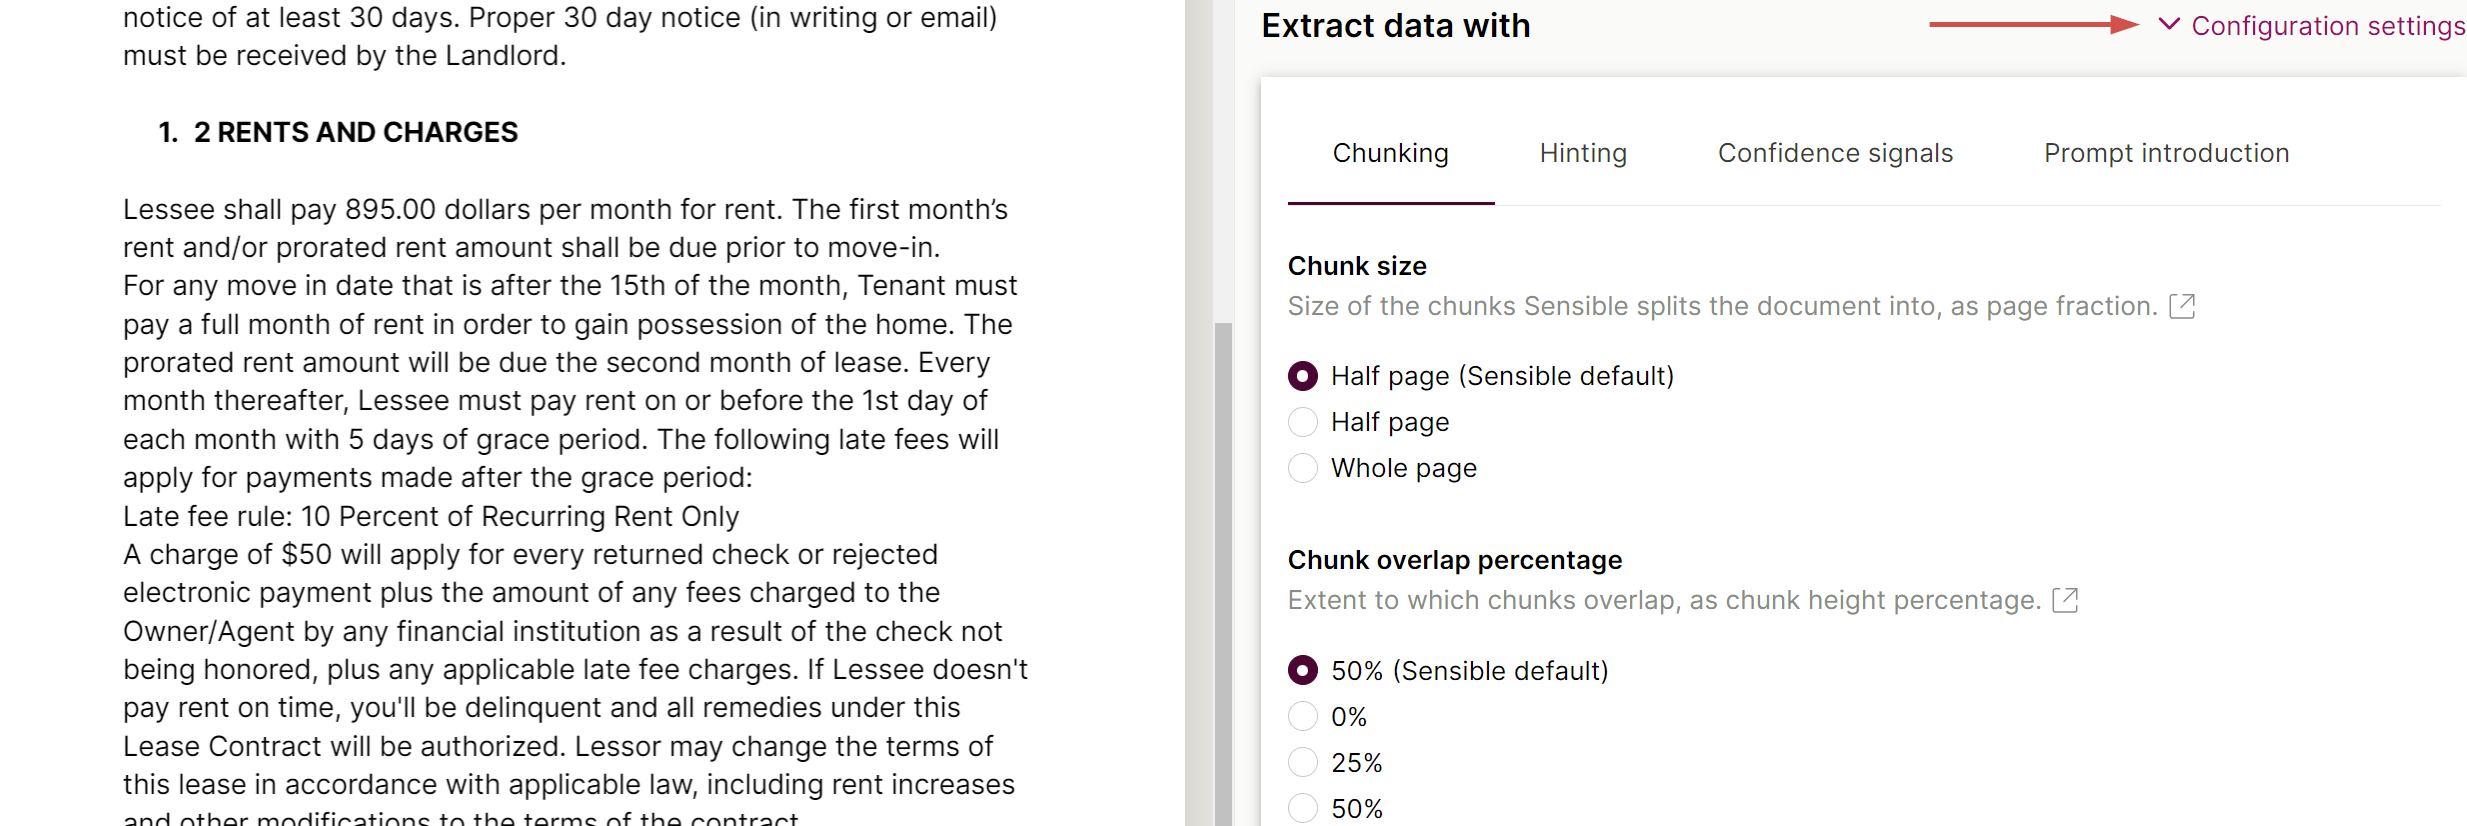 notice of at least 30 days. Proper 30 day notice (in writing or email)
must be received by the Landlord.
1. 2 RENTS AND CHARGES
Lessee shall pay 895.00 dollars per month for rent. The first month’s
rent and/or prorated rent amount shall be due prior to move-in.
For any move in date that is after the 15th of the month, Tenant must
pay a full month of rent in order to gain possession of the home. The
prorated rent amount will be due the second month of lease. Every
month thereafter, Lessee must pay rent on or before the 1st day of
each month with 5 days of grace period. The following late fees will
apply for payments made after the grace period:
Late fee rule: 10 Percent of Recurring Rent Only
A charge of $50 will apply for every returned check or rejected
electronic payment plus the amount of any fees charged to the
Owner/Agent by any financial institution as a result of the check not
being honored, plus any applicable late fee charges. If Lessee doesn't
pay rent on time, you'll be delinquent and all remedies under this
Lease Contract will be authorized. Lessor may change the terms of
this lease in accordance with applicable law, including rent increases
and other modifications to the terms of the contract.
Extract data with
Configuration settings
Chunking
Hinting
Confidence signals
Prompt introduction
Chunk size
Size of the chunks Sensible splits the document into, as page fraction.
Half page (Sensible default)
Half page
Whole page
Chunk overlap percentage
Extent to which chunks overlap, as chunk height percentage.
50% (Sensible default)
0%
25%
50%